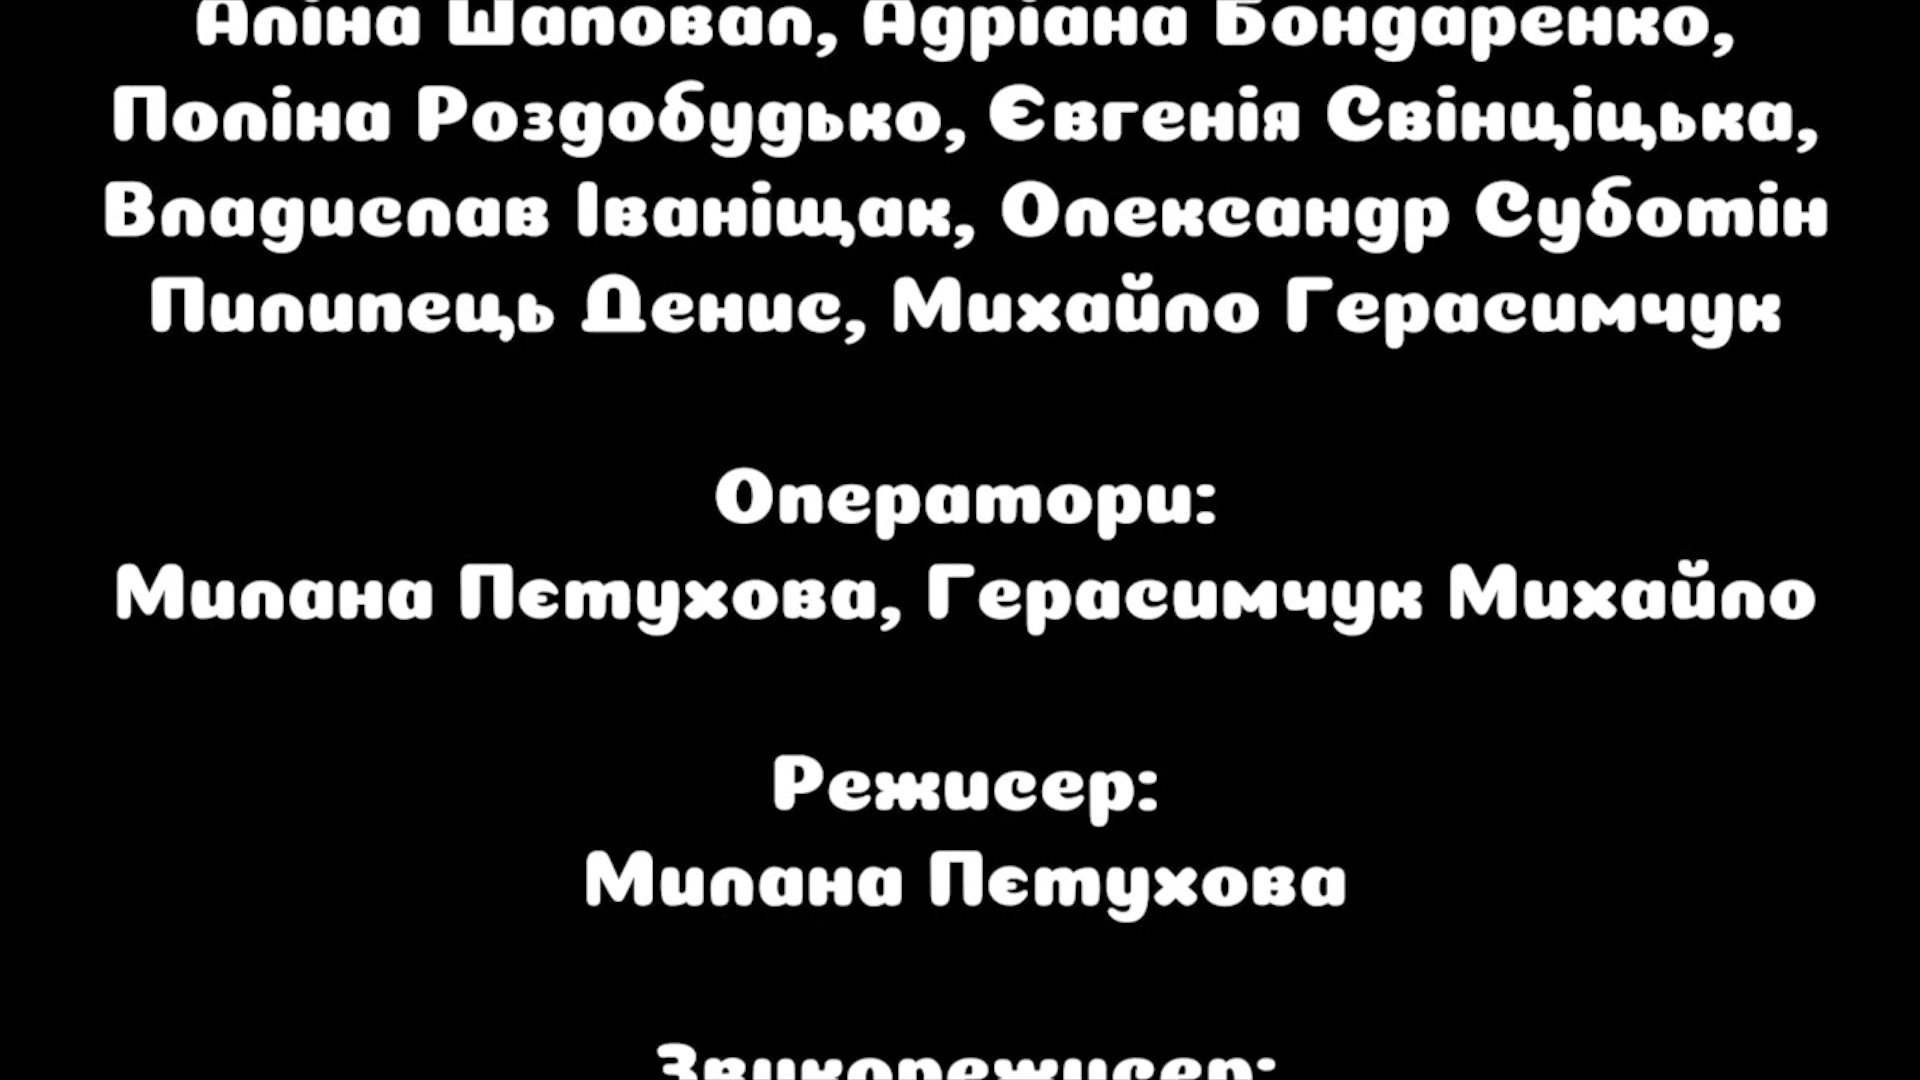 Аліна Шаповал, Адріана Бондаренко,
Поліна Роздобудько, Євгенія Свінціцька,
Владислав Іваніщак, Олександр Суботін
Пилипець Денис, Михайло Герасимчук
Оператори:
Милана Пєтухова, Герасимчук Михайло
Режисер:
Милана Пєтухова
Звукорежисер: